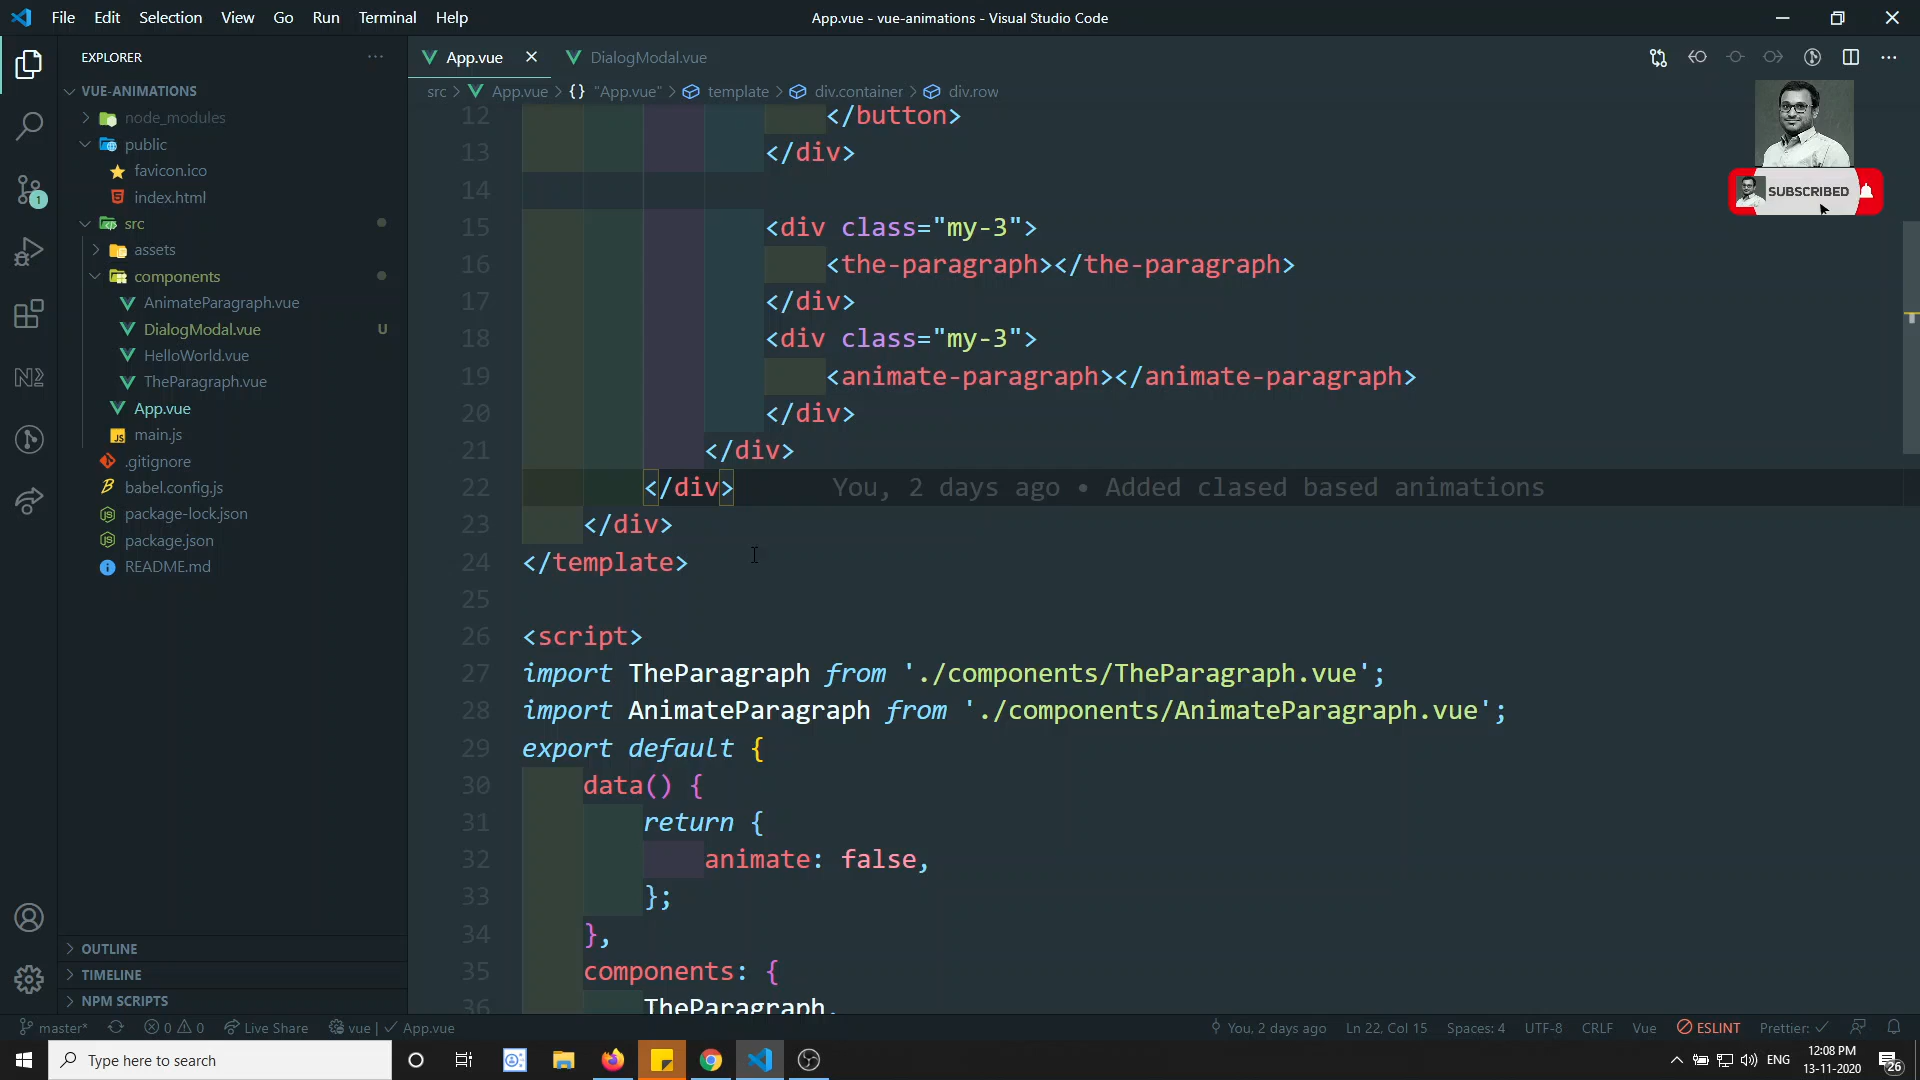 File Edit Selection View Go Run Terminal Help
App.vue - vue-animations - Visual Studio Code
EXPLORER
VUE-ANIMATIONS
node_modules
public
favicon.ico
index.html
src
assets
components
AnimateParagraph.vue
DialogModal.vue U
HelloWorld.vue
TheParagraph.vue
App.vue
main.js
.gitignore
babel.config.js
package-lock.json
package.json
README.md
OUTLINE
TIMELINE
NPM SCRIPTS
1
App.vue DialogModal.vue
src > App.vue > {} "App.vue" > template > div.container > div.row
12 </button>
13 </div>
14
15 <div class="my-3">
16 <the-paragraph></the-paragraph>
17 </div>
18 <div class="my-3">
19 <animate-paragraph></animate-paragraph>
20 </div>
21 </div>
22 </div> You, 2 days ago • Added clased based animations
23 </div>
24 </template>
25
26 <script>
27 import TheParagraph from './components/TheParagraph.vue';
28 import AnimateParagraph from './components/AnimateParagraph.vue';
29 export default {
30 data() {
31 return {
32 animate: false,
33 };
34 },
35 components: {
36 TheParagraph,
SUBSCRIBED
master* 0 0 Live Share vue | App.vue You, 2 days ago Ln 22, Col 15 Spaces: 4 UTF-8 CRLF Vue ESLINT Prettier: ✓
Type here to search
ENG
12:08 PM
13-11-2020
26